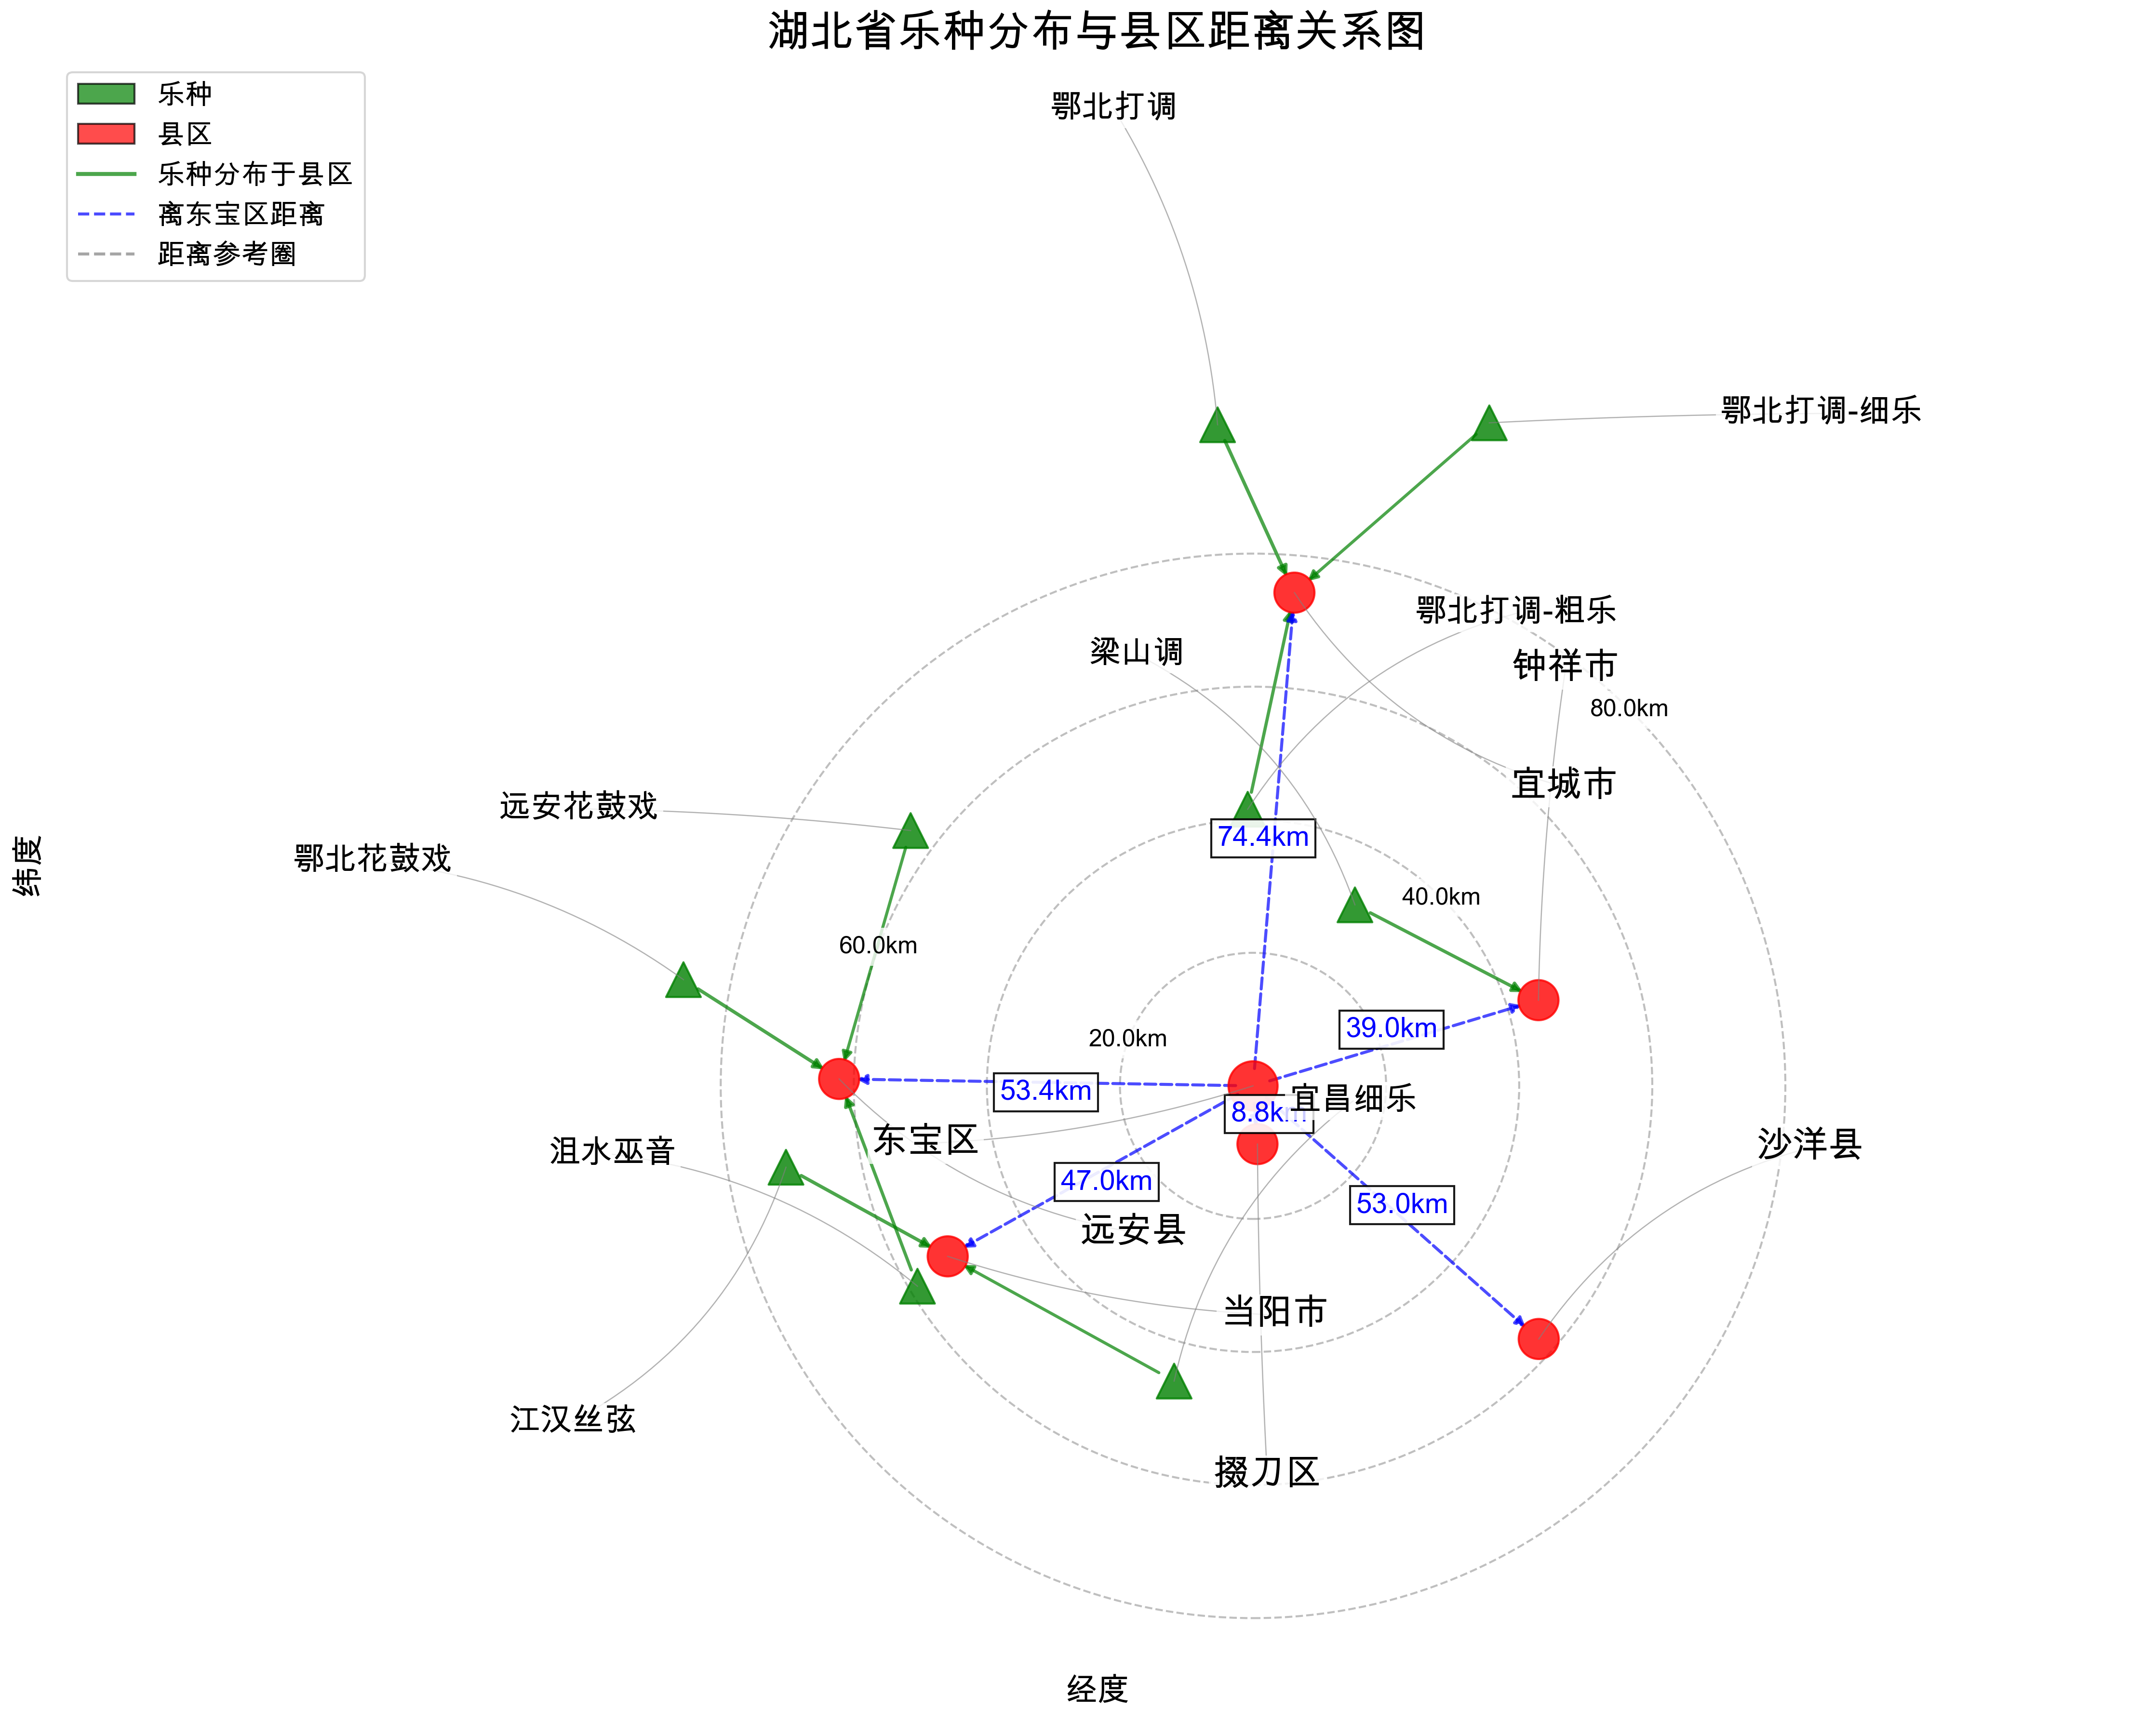 湖北省乐种分布与县区距离关系图
乐种
县区
乐种分布于县区
离东宝区距离
距离参考圈
鄂北打调
鄂北打调-细乐
鄂北打调-粗乐
梁山调
钟祥市
80.0km
宜城市
远安花鼓戏
74.4km
鄂北花鼓戏
纬度
40.0km
60.0km
39.0km
20.0km
53.4km
宜昌细乐
东宝区
沮水巫音
沙洋县
47.0km
53.0km
远安县
当阳市
江汉丝弦
掇刀区
经度